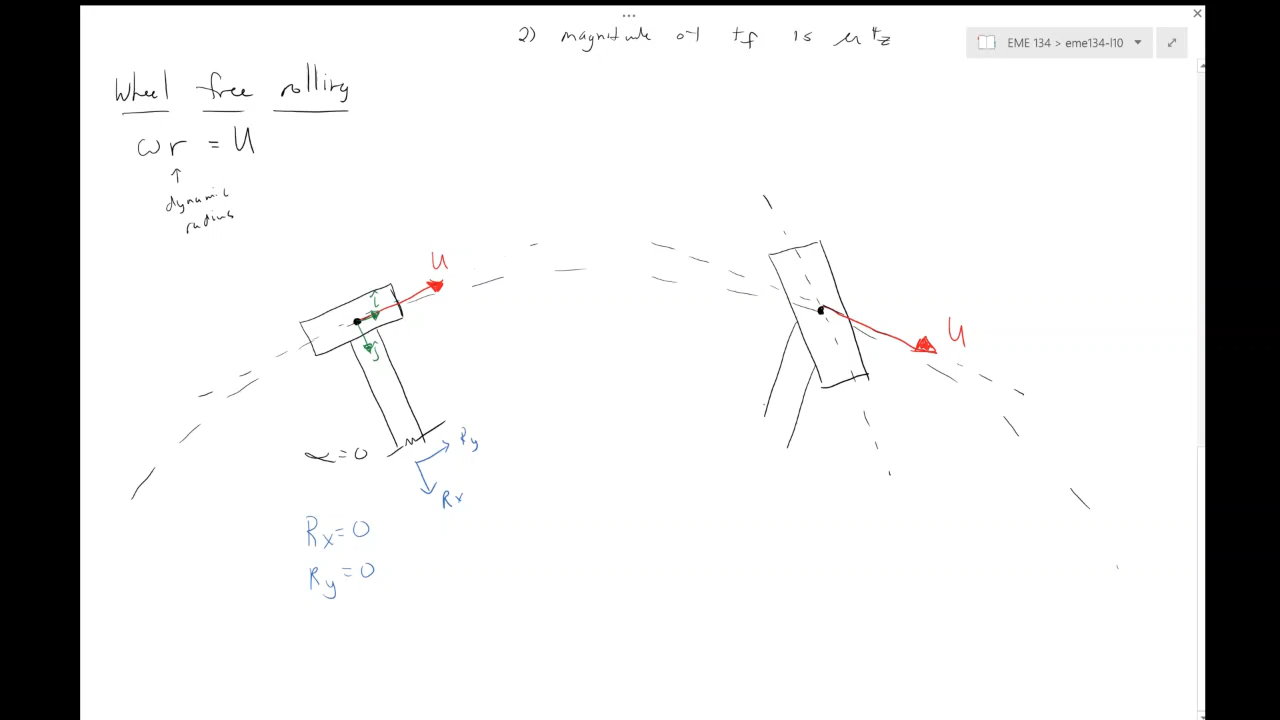 2) magnitude of Ff is μ Fz
EME 134 > eme134-l10
Wheel free rolling
ωr = U
↑
dynamic
radius
U
î
ĵ
U
α=0
Ry
Rx
Rx=0
Ry=0